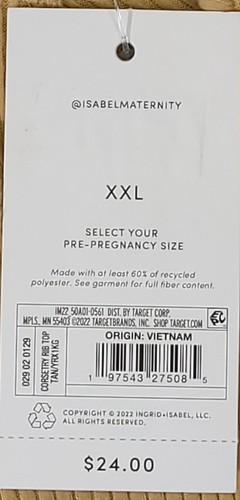 @ISABELMATERNITY
XXL
SELECT YOUR
PRE-PREGNANCY SIZE
Made with at least 60% of recycled
polyester. See garment for full fiber content.
IM22 50A01-0561 DIST. BY TARGET CORP.
MPLS., MN 55403 ©2022 TARGETBRANDS, INC. SHOP TARGET.COM
029 02 0129
CORSETRY RIB TOP
TAN/YRX1KG
ORIGIN: VIETNAM
1 97543 27508 5
COPYRIGHT © 2022 INGRID+ISABEL, LLC.
ALL RIGHTS RESERVED.
$24.00